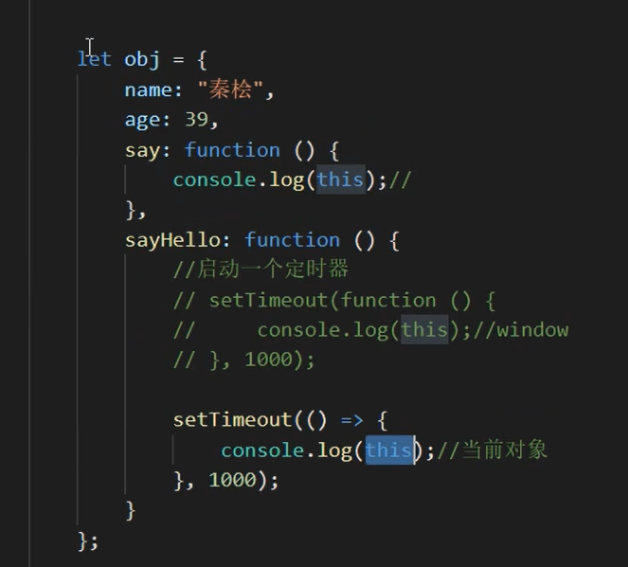 let obj = {
name: "秦桧",
age: 39,
say: function () {
console.log(this);//
},
sayHello: function () {
//启动一个定时器
// setTimeout(function () {
//     console.log(this);//window
// }, 1000);
setTimeout(() => {
console.log(this);//当前对象
}, 1000);
}
};